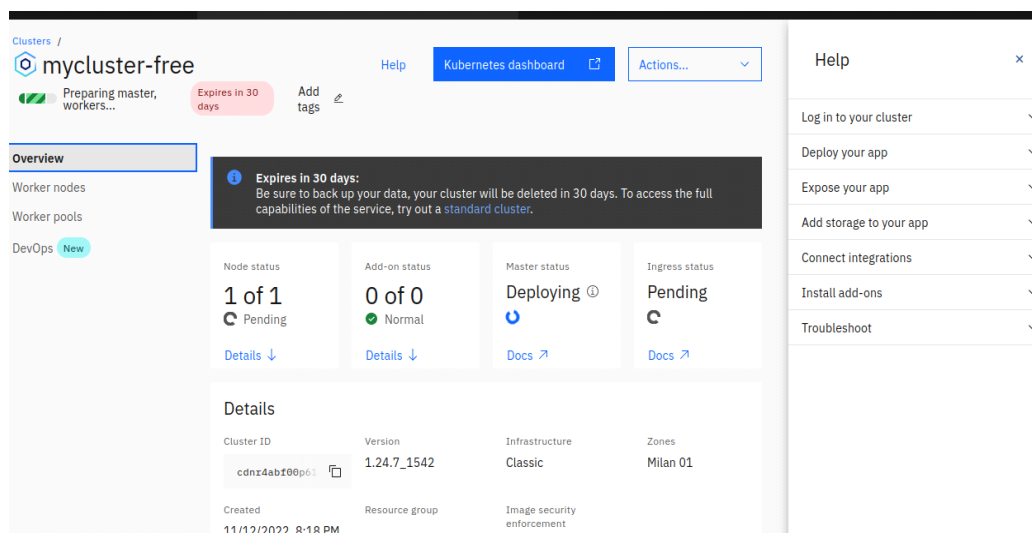 Clusters /
mycluster-free
Help
Kubernetes dashboard
Actions...
Preparing master,
workers...
Expires in 30
days
Add
tags
Overview
Worker nodes
Worker pools
DevOps New
Expires in 30 days:
Be sure to back up your data, your cluster will be deleted in 30 days. To access the full
capabilities of the service, try out a standard cluster.
Node status
1 of 1
Pending
Details ↓
Add-on status
0 of 0
Normal
Details ↓
Master status
Deploying
Docs ↗
Ingress status
Pending
Docs ↗
Details
Cluster ID
Version
Infrastructure
Zones
1.24.7_1542
Classic
Milan 01
Created
Resource group
Image security
enforcement
11/12/2022, 8:18 PM
Help
Log in to your cluster
Deploy your app
Expose your app
Add storage to your app
Connect integrations
Install add-ons
Troubleshoot